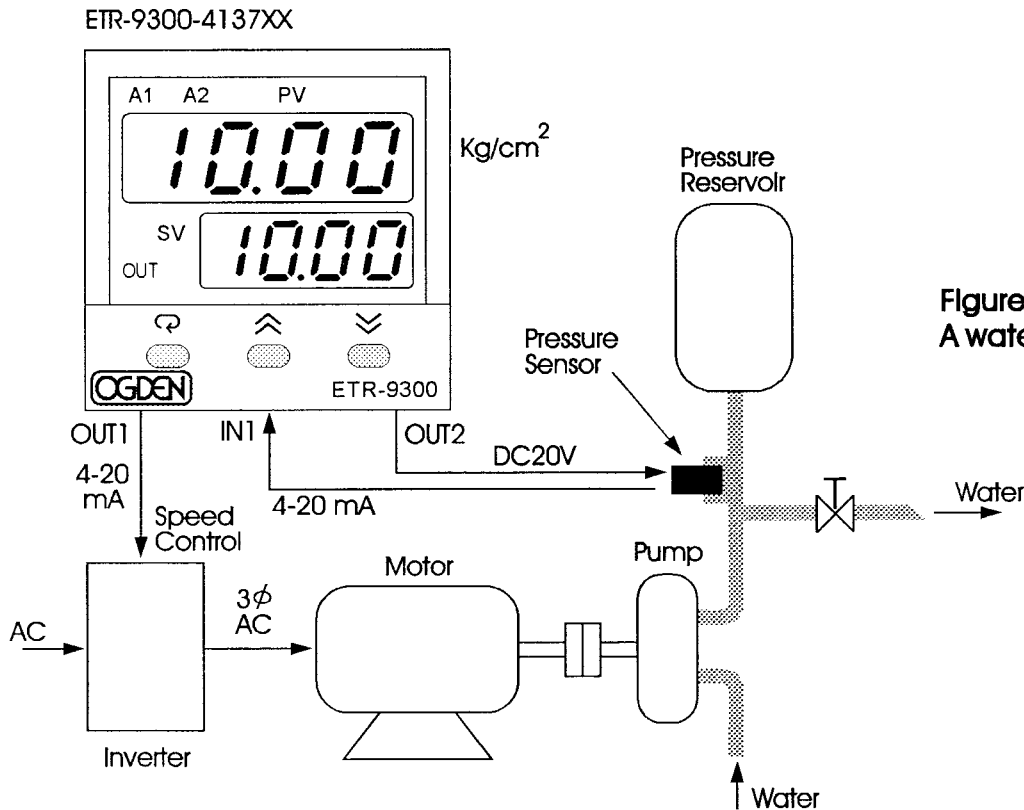 ETR-9300-4137XX
A1 A2 PV
10.00
Kg/cm²
SV
10.00
OUT
OGDEN
ETR-9300
Pressure
Reservoir
Figure
A wate
Pressure
Sensor
OUT1
IN1
OUT2
4-20
mA
DC20V
4-20 mA
Speed
Control
Water
Pump
Motor
3ϕ
AC
AC
Inverter
Water